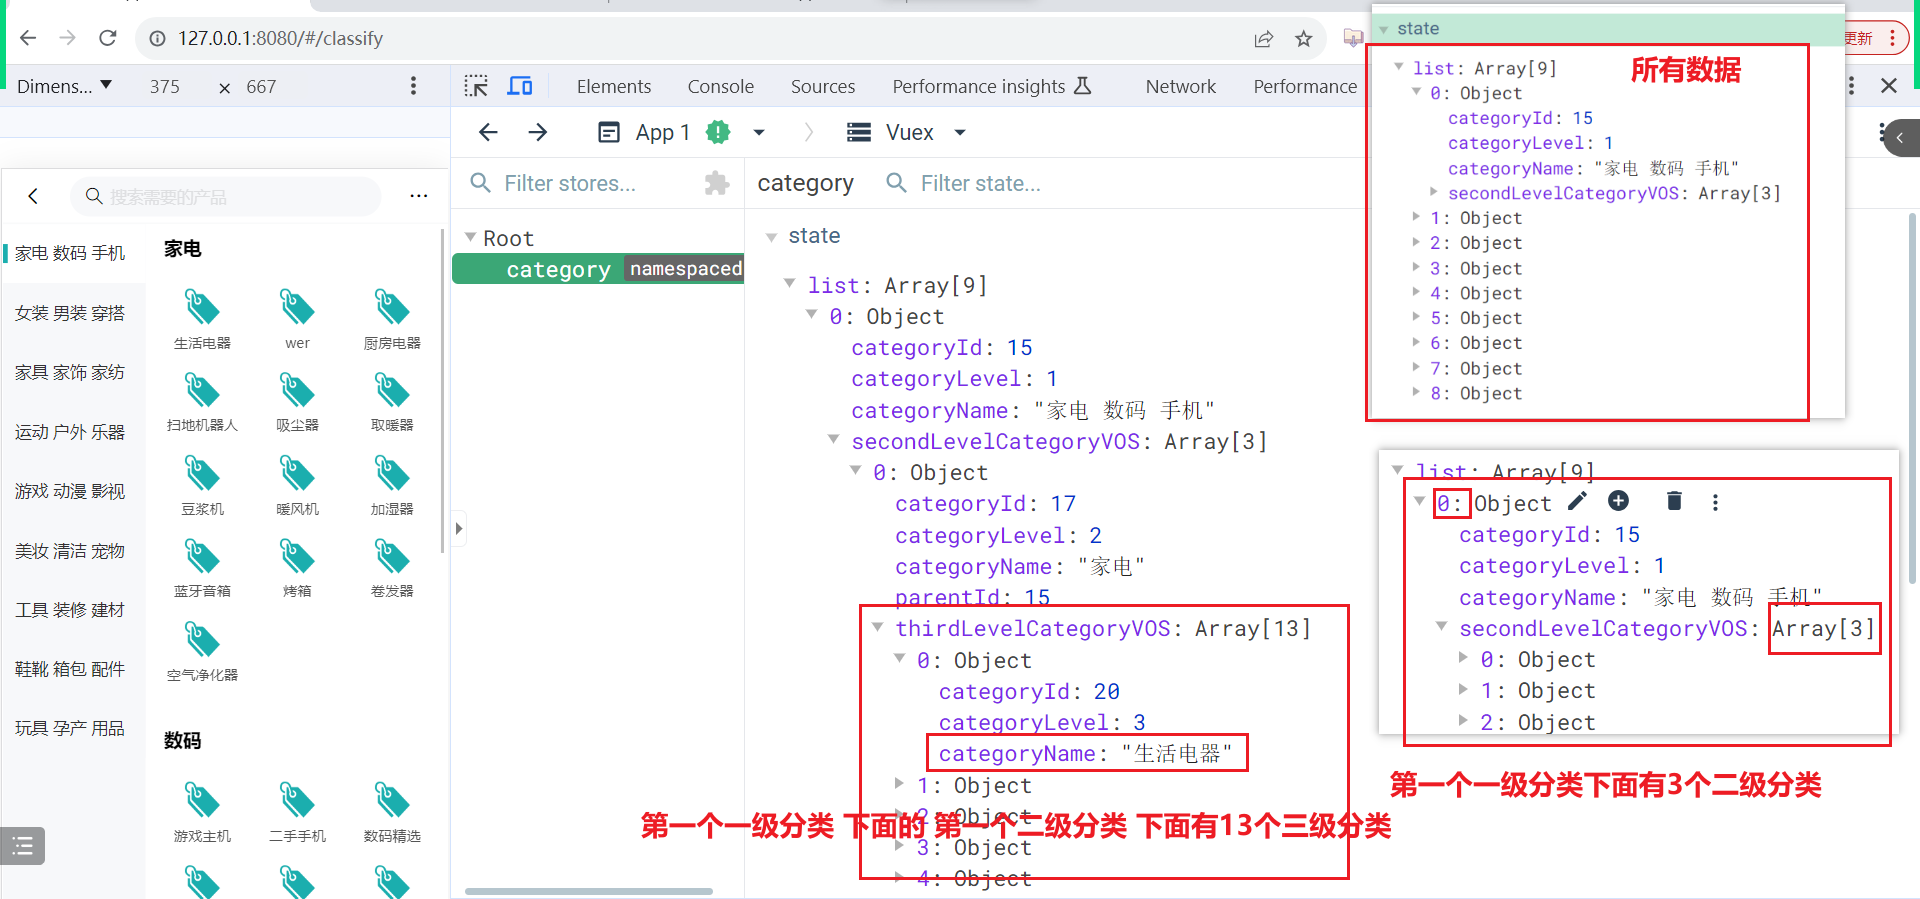 127.0.0.1:8080/#/classify
更新
Dimens... 375 × 667
Elements Console Sources Performance insights Network Performance
App 1 Vuex
Filter stores...
category Filter state...
Root
category namespaced
搜索需要的产品
家电 数码 手机
女装 男装 穿搭
家具 家饰 家纺
运动 户外 乐器
游戏 动漫 影视
美妆 清洁 宠物
工具 装修 建材
鞋靴 箱包 配件
玩具 孕产 用品
家电
生活电器 wer 厨房电器
扫地机器人 吸尘器 取暖器
豆浆机 暖风机 加湿器
蓝牙音箱 烤箱 卷发器
空气净化器
数码
游戏主机 二手手机 数码精选
state
list: Array[9]
0: Object
categoryId: 15
categoryLevel: 1
categoryName: "家电 数码 手机"
secondLevelCategoryVOS: Array[3]
0: Object
categoryId: 17
categoryLevel: 2
categoryName: "家电"
parentId: 15
thirdLevelCategoryVOS: Array[13]
0: Object
categoryId: 20
categoryLevel: 3
categoryName: "生活电器"
1: Object
2: Object
3: Object
4: Object
第一个一级分类 下面的 第一个二级分类 下面有13个三级分类
state
所有数据
list: Array[9]
0: Object
categoryId: 15
categoryLevel: 1
categoryName: "家电 数码 手机"
secondLevelCategoryVOS: Array[3]
1: Object
2: Object
3: Object
4: Object
5: Object
6: Object
7: Object
8: Object
list: Array[9]
0: Object
categoryId: 15
categoryLevel: 1
categoryName: "家电 数码 手机"
secondLevelCategoryVOS: Array[3]
0: Object
1: Object
2: Object
第一个一级分类下面有3个二级分类